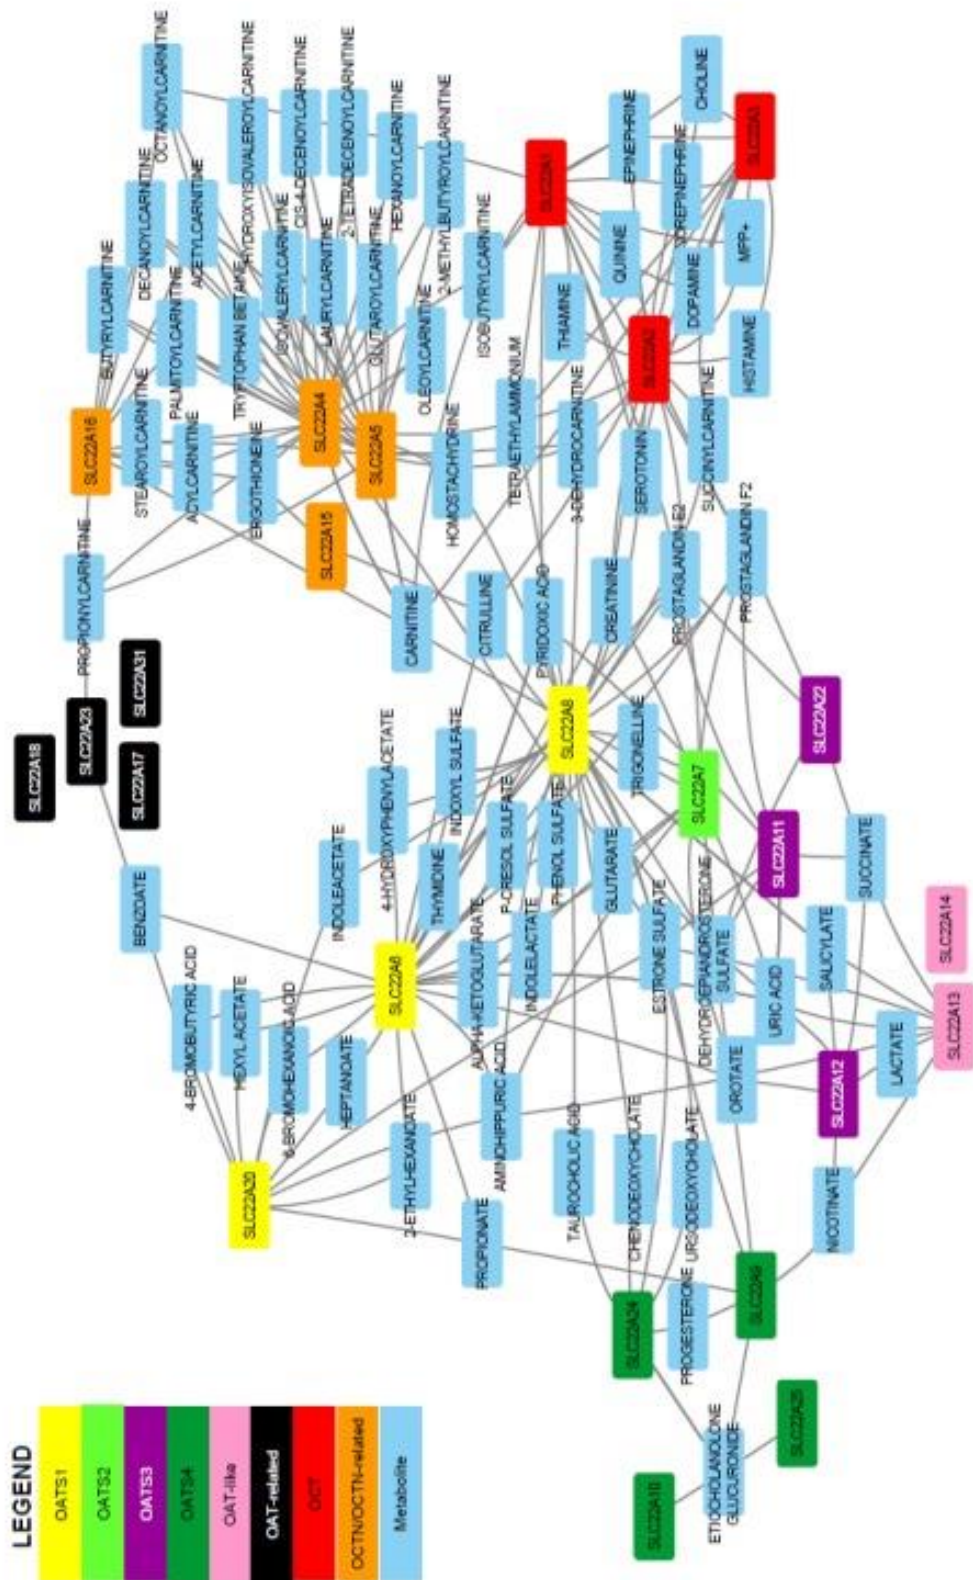 LEGEND
OATS1
OATS2
OATS3
OATS4
OAT-like
OAT-related
OCT
OCTN/OCTN-related
Metabolite
SLC22A18
SLC22A23
SLC22A17
SLC22A31
PROPIONYLCARNITINE
BENZOATE
SLC22A16
BUTYRYLCARNITINE
DECANOYLCARNITINE
OCTANOYLCARNITINE
STEAROYLCARNITINE
PALMITOYLCARNITINE
ACETYLCARNITINE
ACYLCARNITINE
TRYPTOPHAN BETAINE
ERGOTHIONEINE
ISOVALERYLCARNITINE
CIS-4-DECENOYLCARNITINE
LAURYLCARNITINE
2-TETRADECENOYLCARNITINE
GLUTAROYLCARNITINE
HEXANOYLCARNITINE
OLEOYLCARNITINE
2-METHYLBUTYROYLCARNITINE
ISOBUTYRYLCARNITINE
SLC22A4
SLC22A5
SLC22A15
HOMOSTACHYDRINE
TETRAETHYLAMMONIUM
CARNITINE
CITRULLINE
PYRIDOXIC ACID
3-DEHYDROCARNITINE
THIAMINE
QUININE
SLC22A1
EPINEPHRINE
NOREPINEPHRINE
CHOLINE
SLC22A3
MPP+
DOPAMINE
HISTAMINE
SLC22A2
SEROTONIN
SUCCINYLCARNITINE
CREATININE
PROSTAGLANDIN E2
PROSTAGLANDIN F2
4-BROMOBUTYRIC ACID
HEXYL ACETATE
6-BROMOHEXANOIC ACID
HEPTANOATE
SLC22A20
INDOLEACETATE
4-HYDROXYPHENYLACETATE
INDOXYL SULFATE
SLC22A6
THYMIDINE
P-CRESOL SULFATE
PHENOL SULFATE
SLC22A8
ALPHA-KETOGLUTARATE
INDOLELACTATE
2-ETHYLHEXANOATE
AMINOHIPPURIC ACID
PROPIONATE
GLUTARATE
TRIGONELLINE
SLC22A7
SLC22A22
SLC22A11
ESTRONE SULFATE
DEHYDROEPIANDROSTERONE
SULFATE
URIC ACID
SALICYLATE
SUCCINATE
OROTATE
SLC22A12
LACTATE
SLC22A13
SLC22A14
NICOTINATE
TAUROCHOLIC ACID
CHENODEOXYCHOLATE
URSODEOXYCHOLATE
SLC22A24
PROGESTERONE
SLC22A9
ETIOCHOLANOLONE
GLUCURONIDE
SLC22A10
SLC22A25